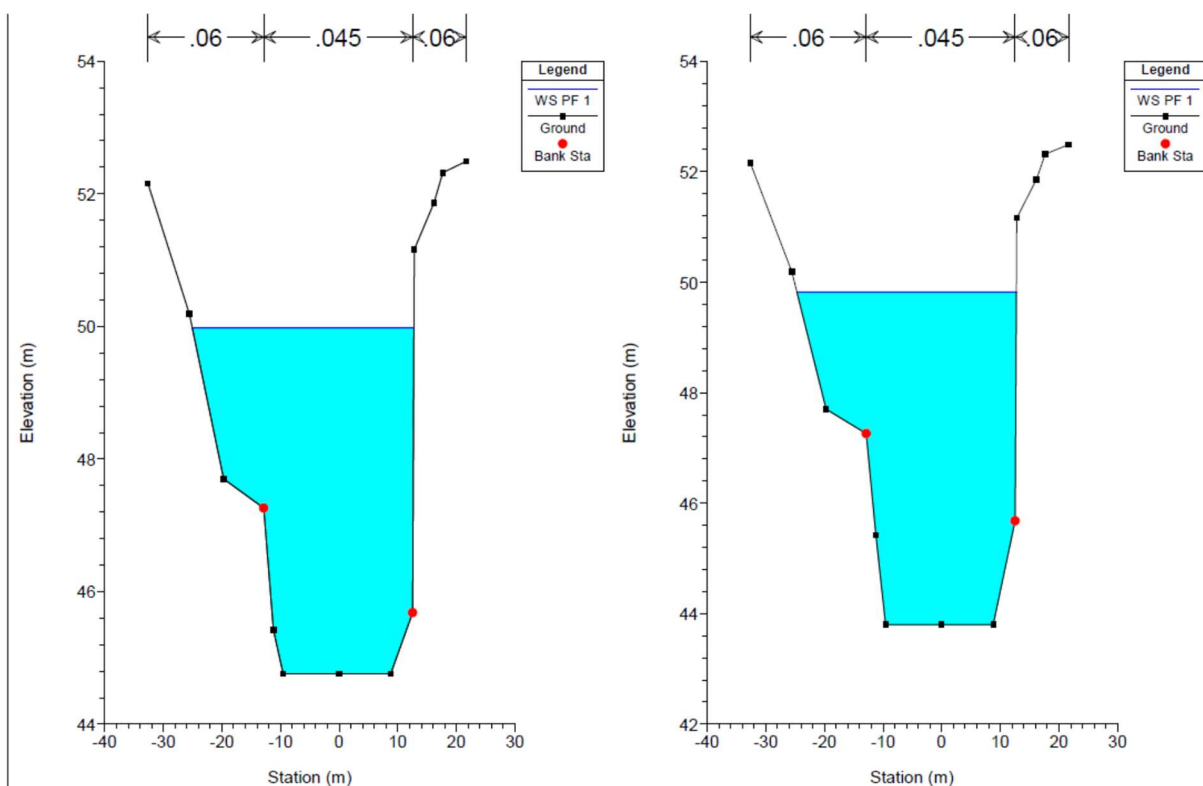 .06 .045 .06
54
52
50
48
46
44
-40 -30 -20 -10 0 10 20 30
Elevation (m)
Station (m)
Legend
WS PF 1
Ground
Bank Sta
.06 .045 .06
54
52
50
48
46
44
42
-40 -30 -20 -10 0 10 20 30
Elevation (m)
Station (m)
Legend
WS PF 1
Ground
Bank Sta